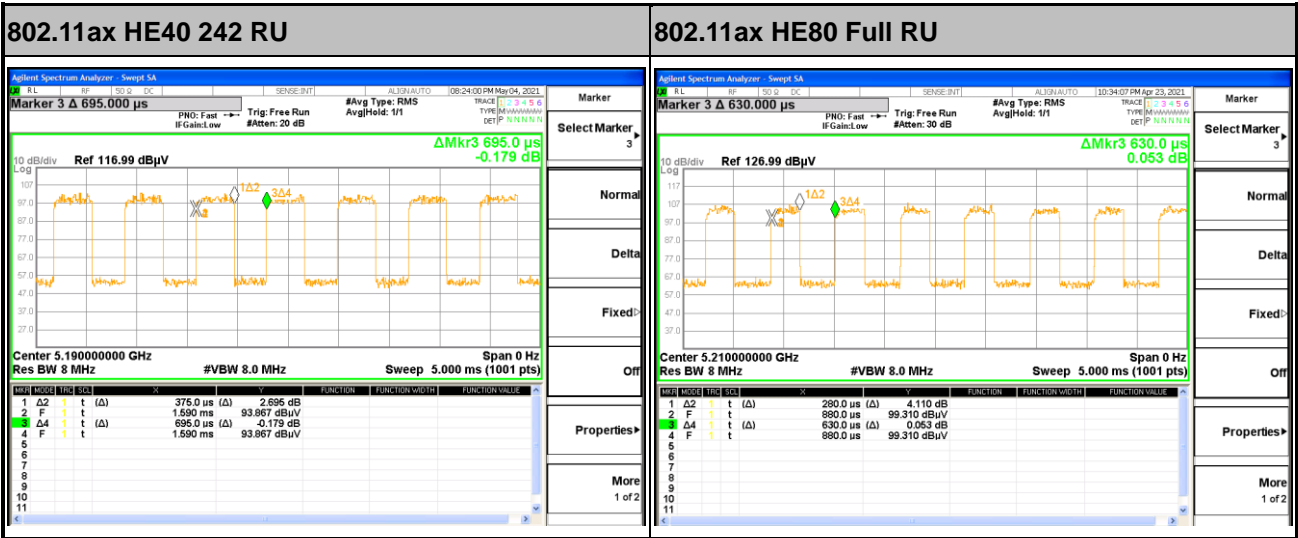 802.11ax HE40 242 RU
802.11ax HE80 Full RU
Agilent Spectrum Analyzer - Swept SA
RL RF 50 Ω DC SENSE:INT ALIGNAUTO 08:24:00 PM May 04, 2021
Marker 3 Δ 695.000 µs
PNO: Fast
IFGain:Low
Trig: Free Run
#Atten: 20 dB
#Avg Type: RMS
Avg|Hold: 1/1
TRACE 1 2 3 4 5 6
TYPE M
DET P N N N N N
ΔMkr3 695.0 µs
-0.179 dB
10 dB/div Ref 116.99 dBµV
Log
107
97.0
87.0
77.0
67.0
57.0
47.0
37.0
27.0
1Δ2
3Δ4
Center 5.190000000 GHz Span 0 Hz
Res BW 8 MHz #VBW 8.0 MHz Sweep 5.000 ms (1001 pts)
MKR MODE TRC SCL X Y FUNCTION FUNCTION WIDTH FUNCTION VALUE
1 Δ2 1 t (Δ) 375.0 µs (Δ) 2.695 dB
2 F 1 t 1.590 ms 93.867 dBµV
3 Δ4 1 t (Δ) 695.0 µs (Δ) -0.179 dB
4 F 1 t 1.590 ms 93.867 dBµV
5
6
7
8
9
10
11
Marker
Select Marker
3
Normal
Delta
Fixed
Off
Properties
More
1 of 2
Agilent Spectrum Analyzer - Swept SA
RL RF 50 Ω DC SENSE:INT ALIGNAUTO 10:34:07 PM Apr 23, 2021
Marker 3 Δ 630.000 µs
PNO: Fast
IFGain:Low
Trig: Free Run
#Atten: 30 dB
#Avg Type: RMS
Avg|Hold: 1/1
TRACE 1 2 3 4 5 6
TYPE M
DET P N N N N N
ΔMkr3 630.0 µs
0.053 dB
10 dB/div Ref 126.99 dBµV
Log
117
107
97.0
87.0
77.0
67.0
57.0
47.0
37.0
1Δ2
3Δ4
Center 5.210000000 GHz Span 0 Hz
Res BW 8 MHz #VBW 8.0 MHz Sweep 5.000 ms (1001 pts)
MKR MODE TRC SCL X Y FUNCTION FUNCTION WIDTH FUNCTION VALUE
1 Δ2 1 t (Δ) 280.0 µs (Δ) 4.110 dB
2 F 1 t 880.0 µs 99.310 dBµV
3 Δ4 1 t (Δ) 630.0 µs (Δ) 0.053 dB
4 F 1 t 880.0 µs 99.310 dBµV
5
6
7
8
9
10
11
Marker
Select Marker
3
Normal
Delta
Fixed
Off
Properties
More
1 of 2